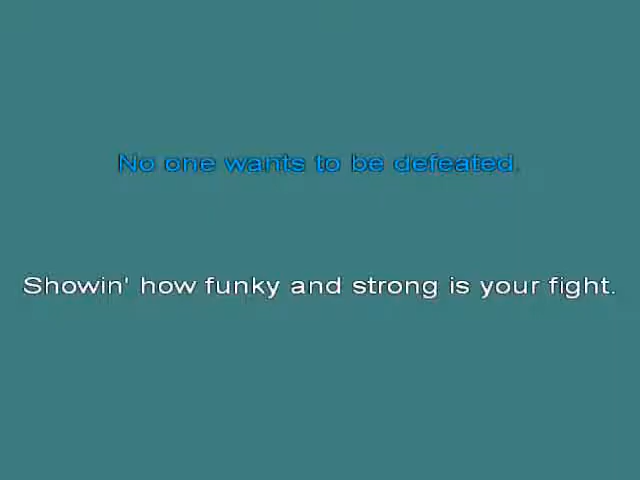 No one wants to be defeated.
Showin' how funky and strong is your fight.